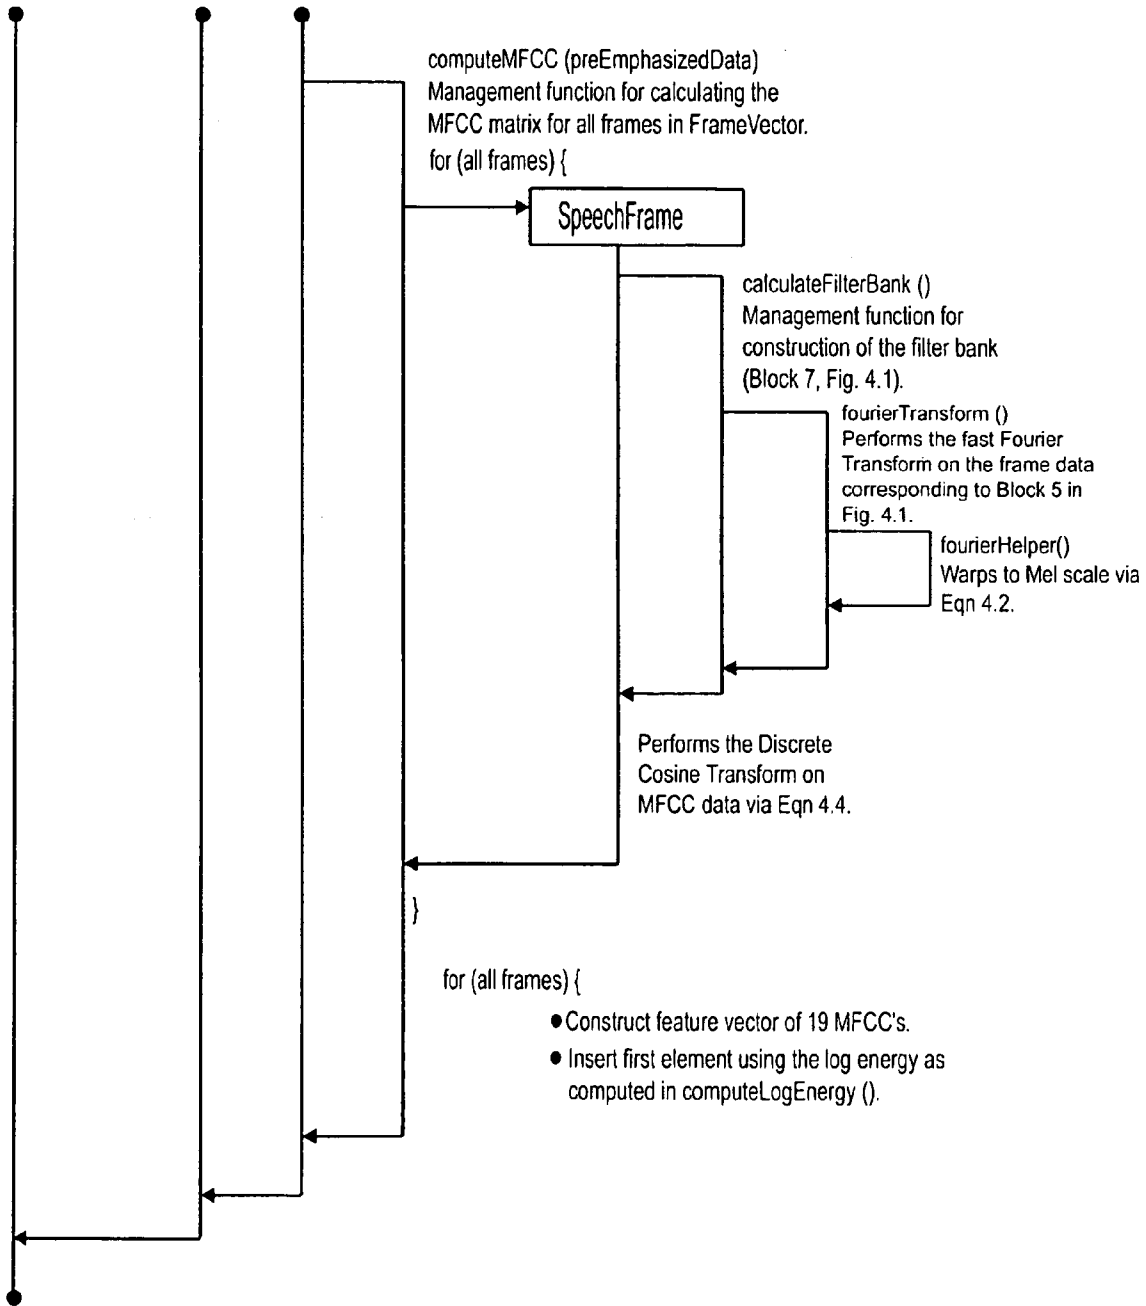 computeMFCC (preEmphasizedData)
Management function for calculating the
MFCC matrix for all frames in FrameVector.
for (all frames) {
SpeechFrame
calculateFilterBank ()
Management function for
construction of the filter bank
(Block 7, Fig. 4.1).
fourierTransform ()
Performs the fast Fourier
Transform on the frame data
corresponding to Block 5 in
Fig. 4.1.
fourierHelper()
Warps to Mel scale via
Eqn 4.2.
Performs the Discrete
Cosine Transform on
MFCC data via Eqn 4.4.
}
for (all frames) {
● Construct feature vector of 19 MFCC's.
● Insert first element using the log energy as
computed in computeLogEnergy ().